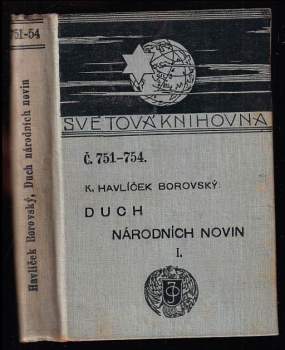 751-54
Havlíček Borovský, Duch národních novin
SVĚTOVÁ KNIHOVNA
Č. 751-754.
K. HAVLÍČEK BOROVSKÝ:
DUCH
NÁRODNÍCH NOVIN
I.